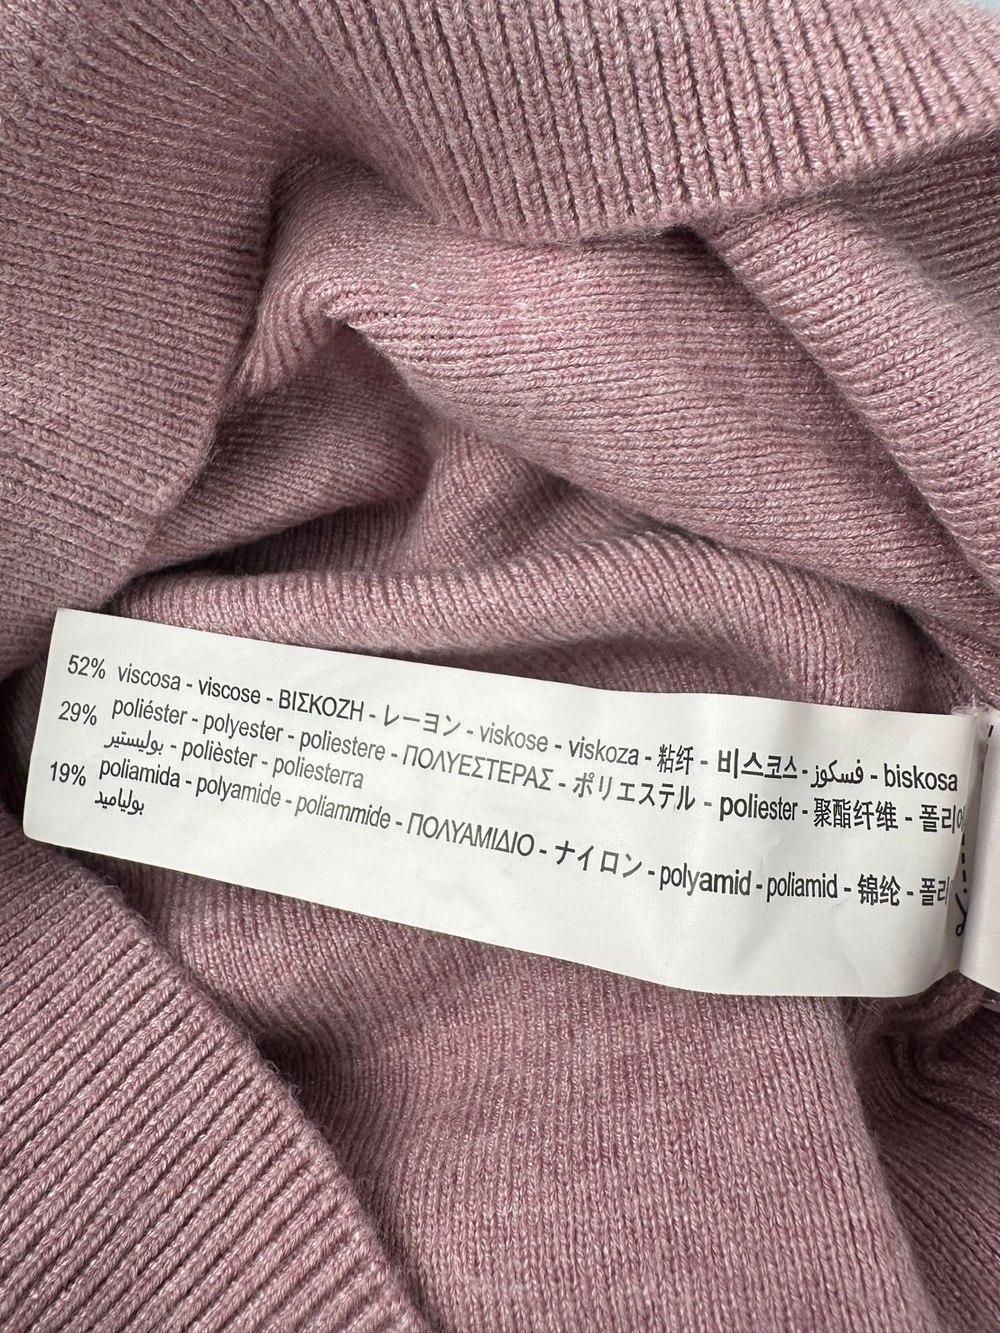 52% viscosa - viscose - ΒΙΣΚΟΖΗ - レーヨン - viskose - viskoza - 粘纤 - 비스코스 - فسكوز - biskosa
29% poliéster - polyester - poliestere - ΠΟΛΥΕΣΤΕΡΑΣ - ポリエステル - poliester - 聚酯纤维 -
بوليستير - polièster - poliesterra
19% poliamida - polyamide - poliammide - ΠΟΛΥΑΜΙΔΙΟ - ナイロン - polyamid - poliamid - 锦纶 -
بولياميد